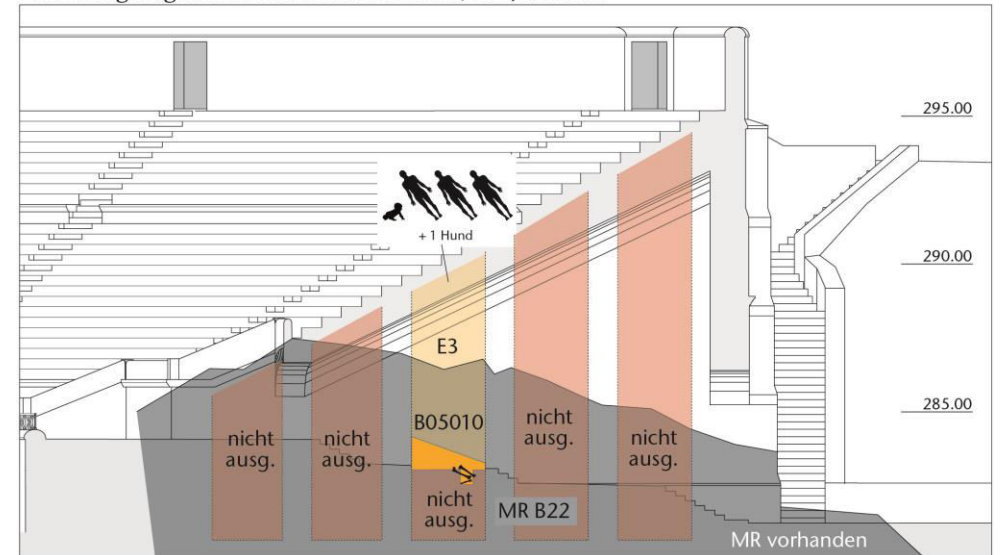 295.00
+ 1 Hund
290.00
E3
285.00
B05010
nicht
ausg.
nicht
ausg.
nicht
ausg.
nicht
ausg.
nicht
ausg.
MR B22
MR vorhanden